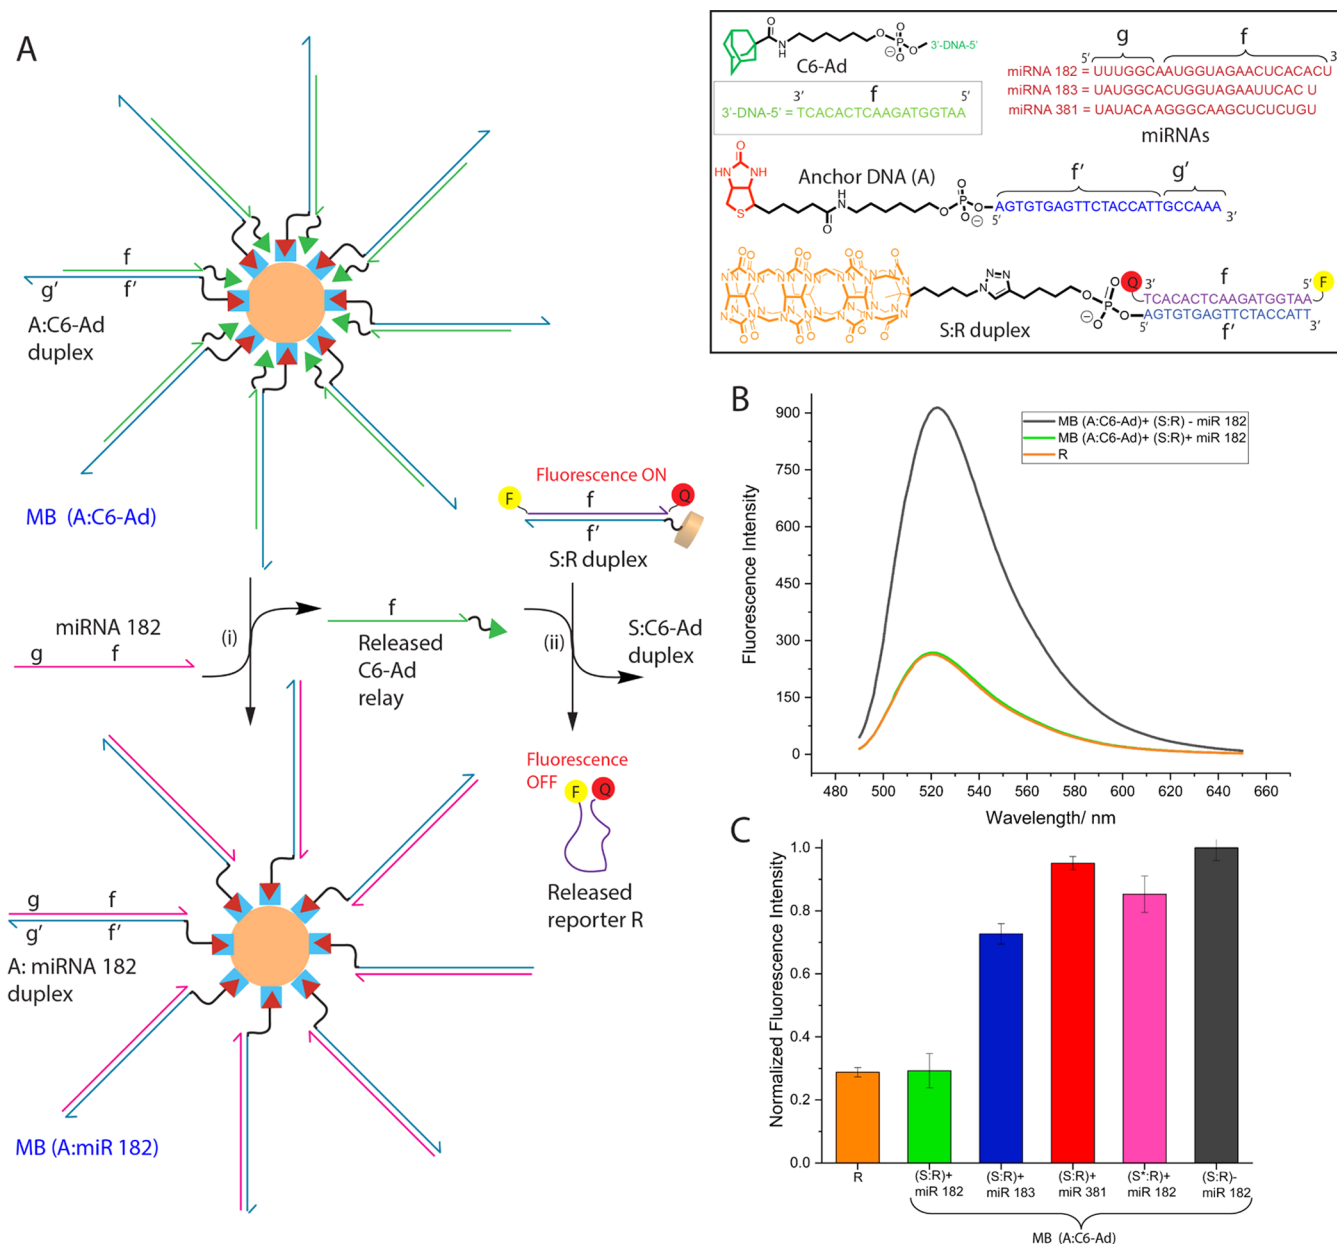 A
f
g'
f'
A:C6-Ad
duplex
MB (A:C6-Ad)
miRNA 182
g
f
(i)
f
Released
C6-Ad
relay
Fluorescence ON
F
f
Q
f'
S:R duplex
(ii)
S:C6-Ad
duplex
Fluorescence
OFF
F
Q
Released
reporter R
g
f
g'
f'
A: miRNA 182
duplex
MB (A:miR 182)
O
N
H
O
O
P
O
O
3'-DNA-5'
C6-Ad
3'
f
5'
3'-DNA-5' = TCACACTCAAGATGGTAA
g
f
5'
3
miRNA 182 = UUUGGCAAUGGUAGAACUCACACU
miRNA 183 = UAUGGCACUGGUAGAAUUCAC U
miRNA 381 = UAUACA AGGGCAAGCUCUCUGU
miRNAs
O
HN
NH
S
Anchor DNA (A)
O
N
H
O
O
P
O
O
f'
g'
AGTGTGAGTTCTACCATTGCCAAA
5'
3'
N
N
N
O
O
P
O
O
S:R duplex
Q
3'
f
5'
F
TCACACTCAAGATGGTAA
AGTGTGAGTTCTACCATT
5'
f'
3'
B
MB (A:C6-Ad)+ (S:R) - miR 182
MB (A:C6-Ad)+ (S:R)+ miR 182
R
Fluorescence Intensity
900
750
600
450
300
150
0
480 500 520 540 560 580 600 620 640 660
Wavelength/ nm
C
Normalized Fluorescence Intensity
1.0
0.8
0.6
0.4
0.2
0.0
R
(S:R)+
miR 182
(S:R)+
miR 183
(S:R)+
miR 381
(S*:R)+
miR 182
(S:R)-
miR 182
MB (A:C6-Ad)